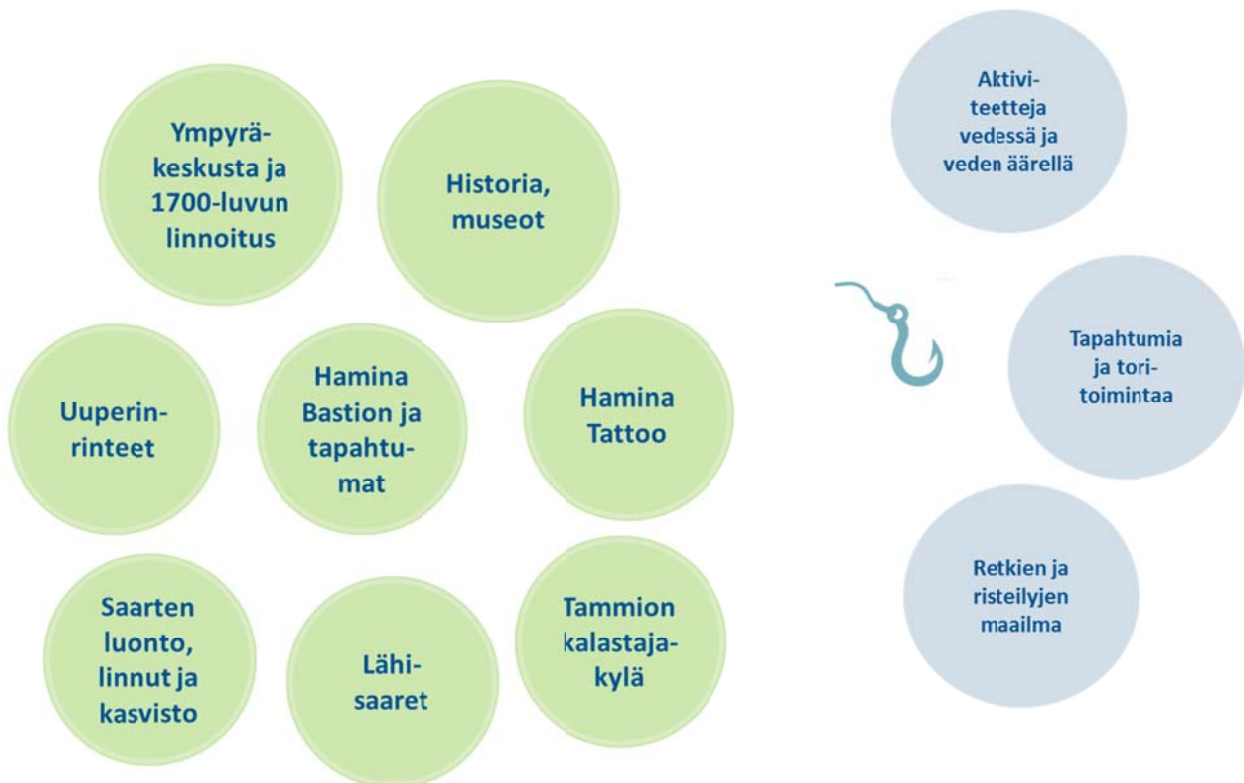 Ympyrä-
keskusta ja
1700-luvun
linnoitus
Historia,
museot
Uuperin-
rinteet
Hamina
Bastion ja
tapahtu-
mat
Hamina
Tattoo
Saarten
luonto,
linnut ja
kasvisto
Lähi-
saaret
Tammion
kalastaja-
kylä
Aktivi-
teetteja
vedessä ja
veden äärellä
Tapahtumia
ja tori-
toimintaa
Retkien ja
risteilyjen
maailma